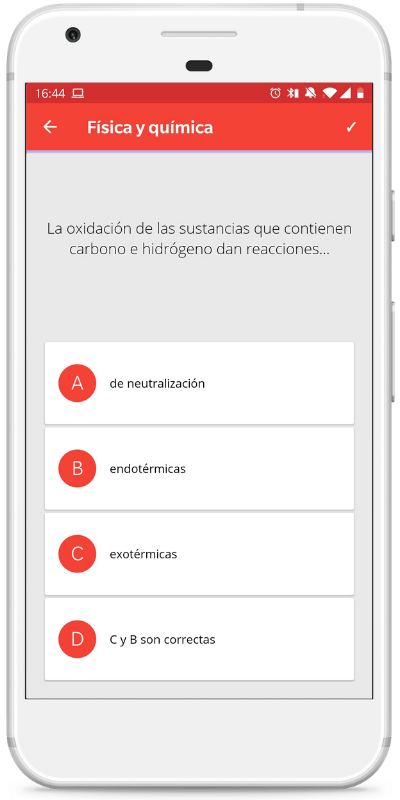 16:44
Física y química
La oxidación de las sustancias que contienen
carbono e hidrógeno dan reacciones...
A de neutralización
B endotérmicas
C exotérmicas
D C y B son correctas